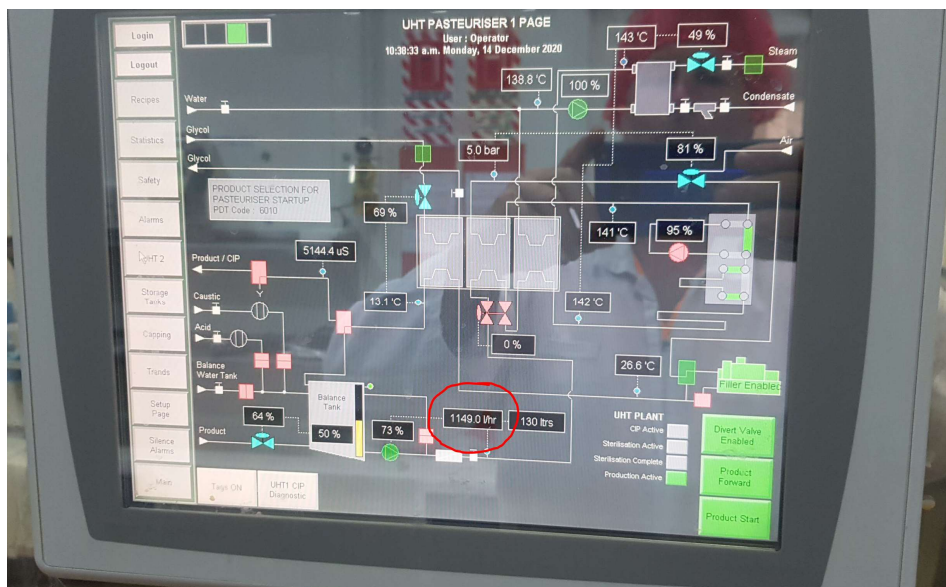 UHT PASTEURISER 1 PAGE
User : Operator
10:38:33 a.m. Monday, 14 December 2020
Login
Logout
Recipes
Statistics
Safety
Alarms
UHT 2
Storage
Tanks
Capping
Trends
Setup
Page
Silence
Alarms
Main
143 °C
49 %
Steam
138.8 °C
100 %
Condensate
Water
Glycol
Glycol
5.0 bar
81 %
Air
PRODUCT SELECTION FOR
PASTEURISER STARTUP
PDT Code : 6010
69 %
141 °C
95 %
5144.4 uS
Product / CIP
13.1 °C
142 °C
Caustic
Acid
0 %
Balance
Water Tank
26.6 °C
Filler Enabled
Balance
Tank
64 %
50 %
73 %
1149.0 l/hr
130 ltrs
Product
UHT PLANT
CIP Active
Sterilisation Active
Sterilisation Complete
Production Active
Divert Valve
Enabled
Product
Forward
Product Start
UHT1 CIP
Diagnostic